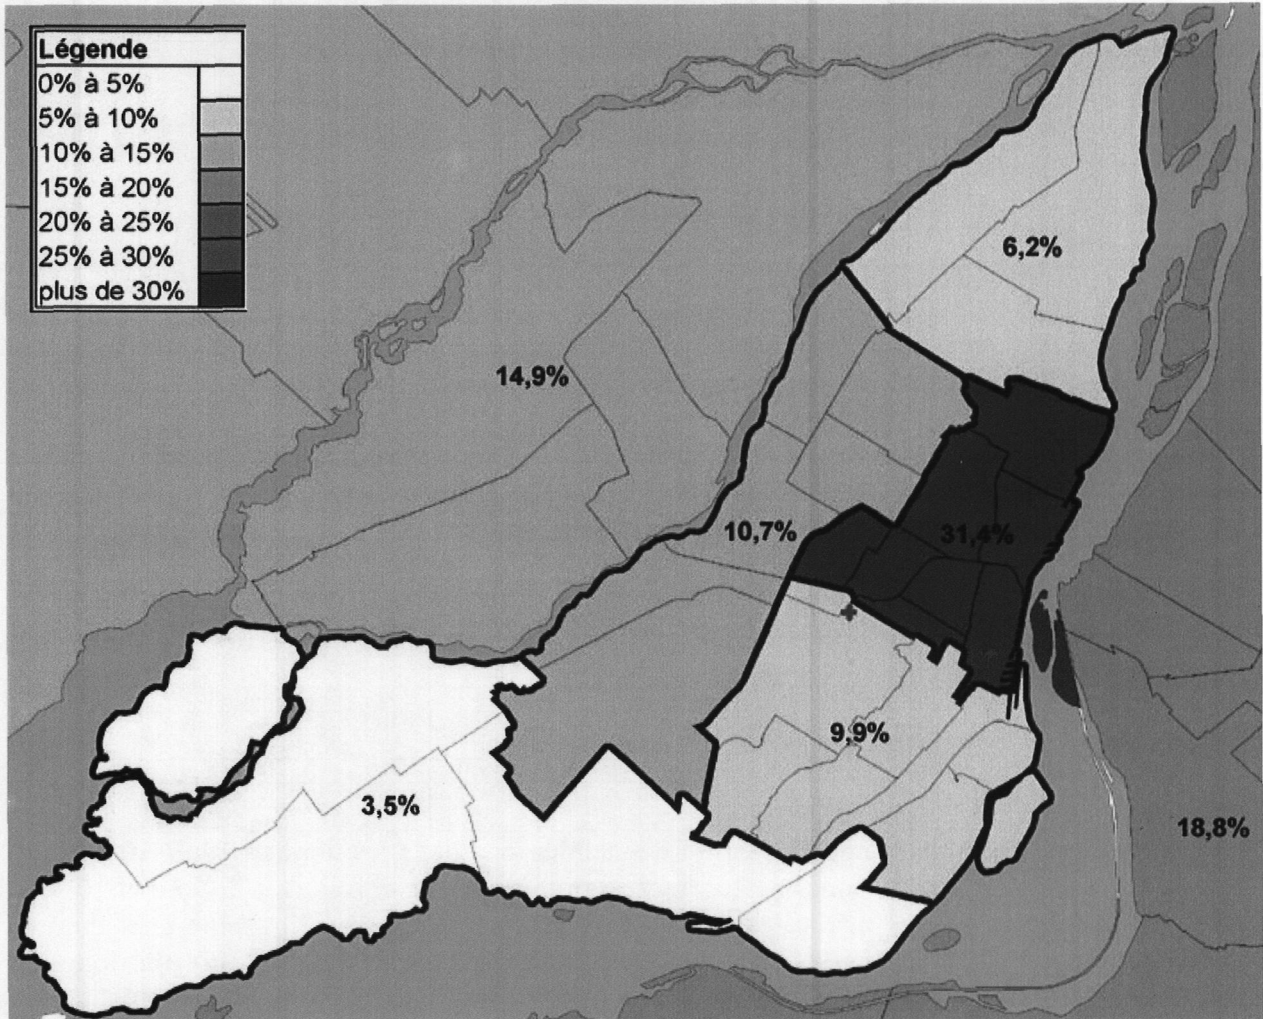 Légende
0% à 5%
5% à 10%
10% à 15%
15% à 20%
20% à 25%
25% à 30%
plus de 30%
6,2%
14,9%
10,7%
31,4%
9,9%
3,5%
18,8%